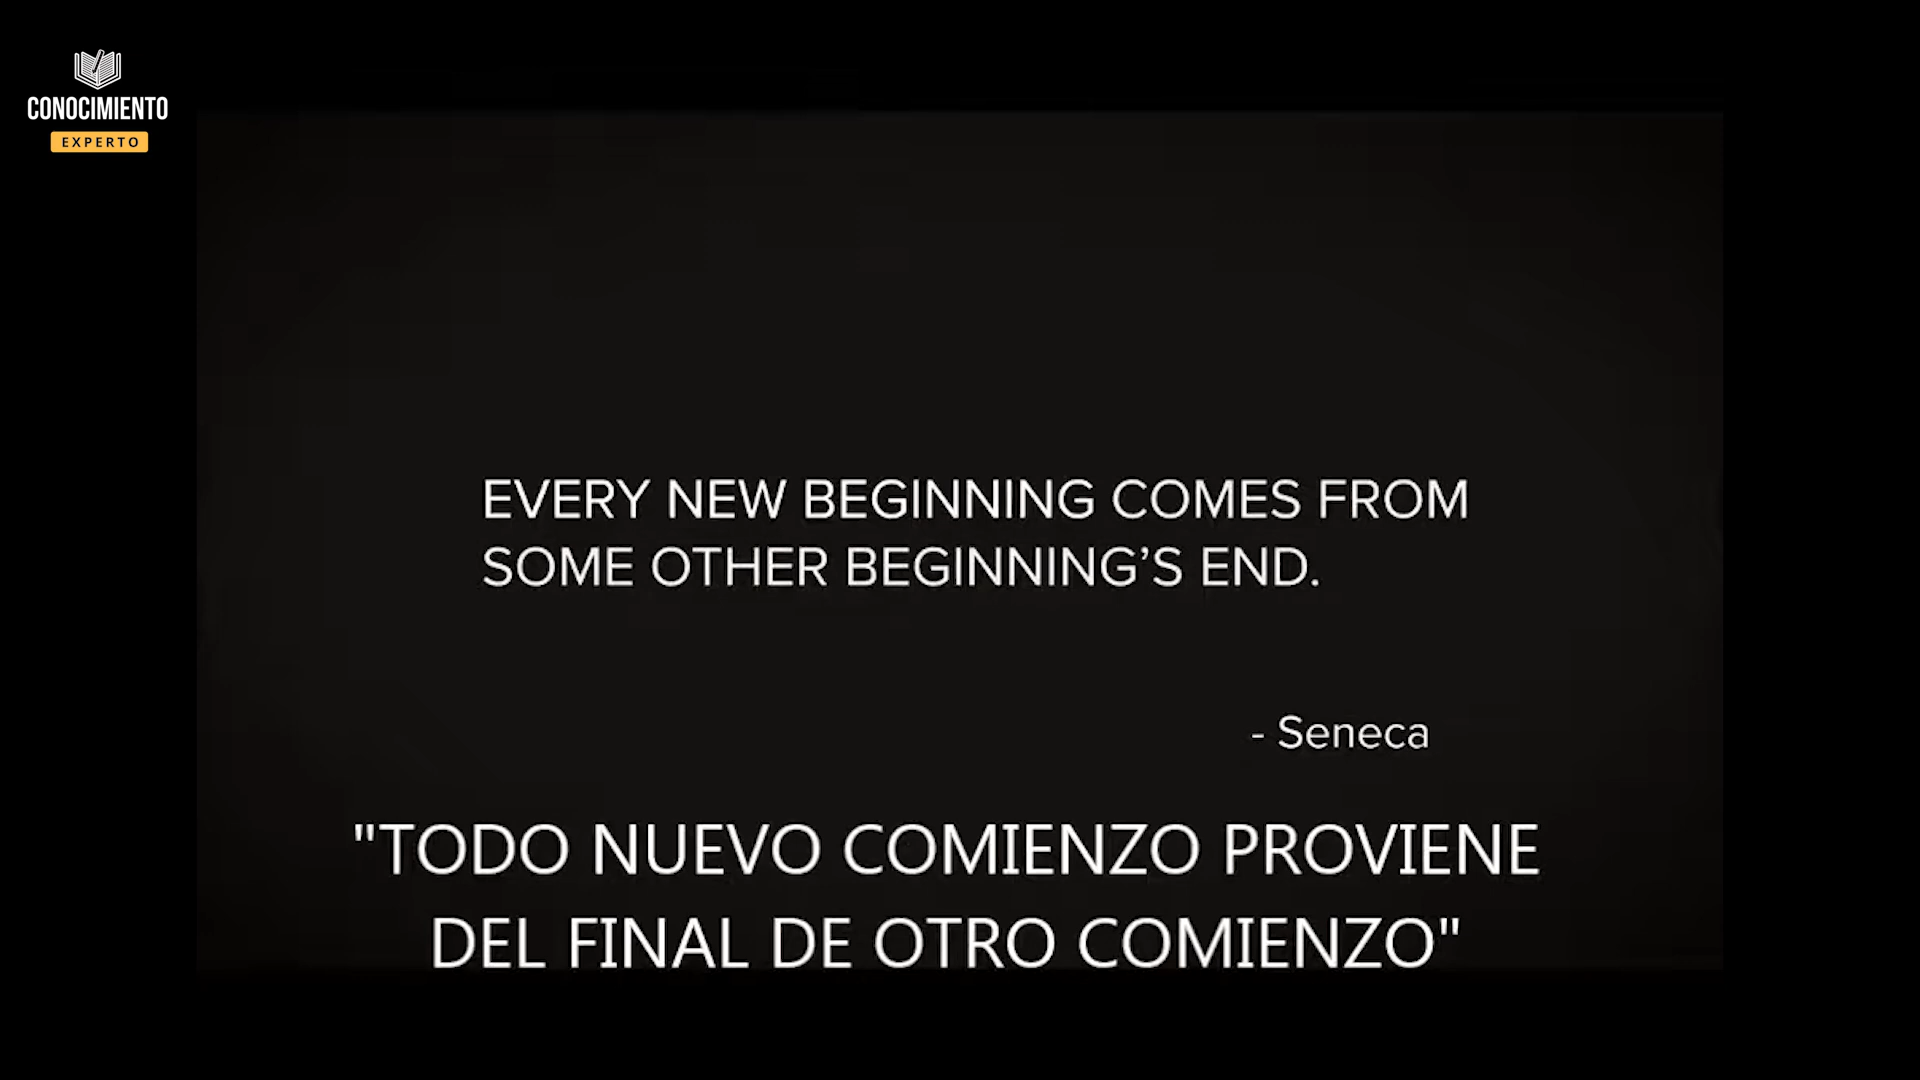 CONOCIMIENTO
EXPERTO
EVERY NEW BEGINNING COMES FROM
SOME OTHER BEGINNING’S END.
- Seneca
"TODO NUEVO COMIENZO PROVIENE
DEL FINAL DE OTRO COMIENZO"